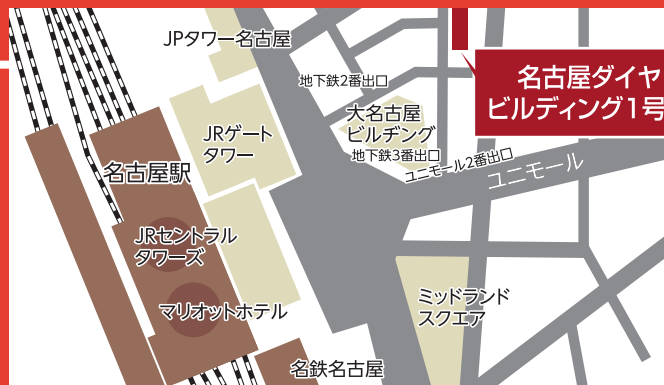 JPタワー名古屋
地下鉄2番出口
名古屋ダイヤ
ビルディング1号
大名古屋
ビルヂング
地下鉄3番出口
JRゲート
タワー
ユニモール2番出口
ユニモール
名古屋駅
JRセントラル
タワーズ
マリオットホテル
ミッドランド
スクエア
名鉄名古屋